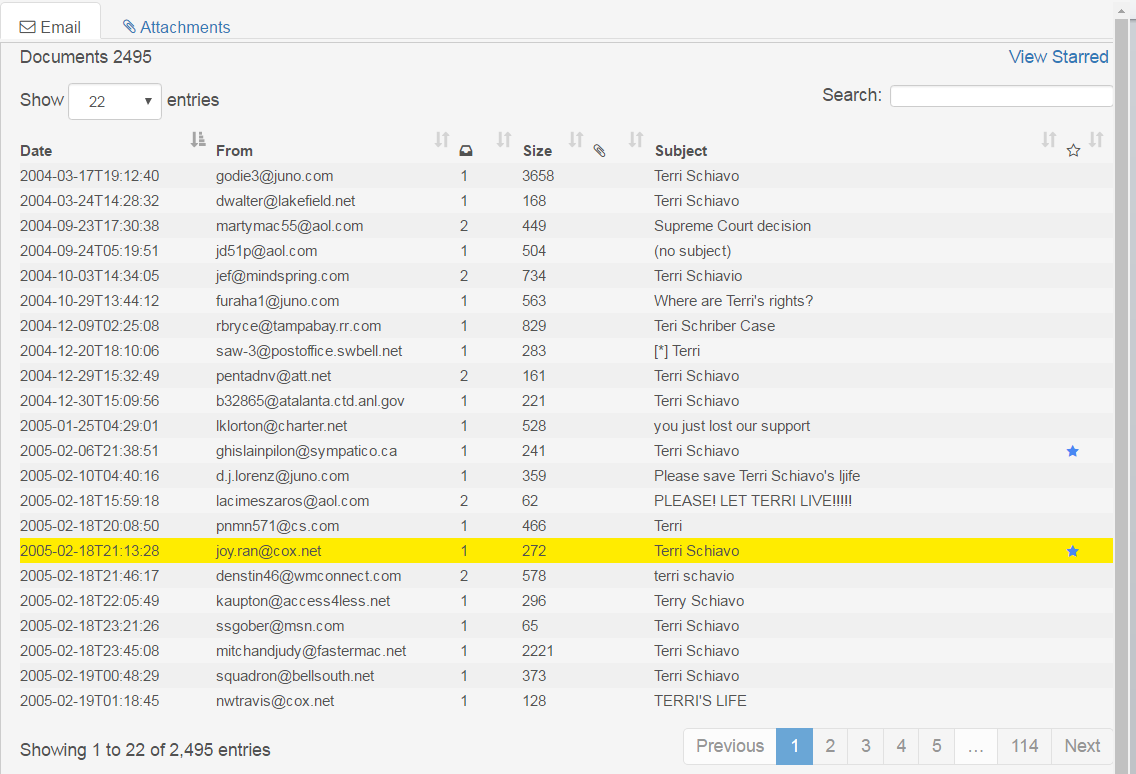 Email Attachments
Documents 2495 View Starred
Show 22 entries Search:
Date From Size Subject
2004-03-17T19:12:40 godie3@juno.com 1 3658 Terri Schiavo
2004-03-24T14:28:32 dwalter@lakefield.net 1 168 Terri Schiavo
2004-09-23T17:30:38 martymac55@aol.com 2 449 Supreme Court decision
2004-09-24T05:19:51 jd51p@aol.com 1 504 (no subject)
2004-10-03T14:34:05 jef@mindspring.com 2 734 Terri Schiavio
2004-10-29T13:44:12 furaha1@juno.com 1 563 Where are Terri's rights?
2004-12-09T02:25:08 rbryce@tampabay.rr.com 1 829 Teri Schriber Case
2004-12-20T18:10:06 saw-3@postoffice.swbell.net 1 283 [*] Terri
2004-12-29T15:32:49 pentadnv@att.net 2 161 Terri Schiavo
2004-12-30T15:09:56 b32865@atalanta.ctd.anl.gov 1 221 Terri Schiavo
2005-01-25T04:29:01 lklorton@charter.net 1 528 you just lost our support
2005-02-06T21:38:51 ghislainpilon@sympatico.ca 1 241 Terri Schiavo
2005-02-10T04:40:16 d.j.lorenz@juno.com 1 359 Please save Terri Schiavo's ljife
2005-02-18T15:59:18 lacimeszaros@aol.com 2 62 PLEASE! LET TERRI LIVE!!!!!
2005-02-18T20:08:50 pnmn571@cs.com 1 466 Terri
2005-02-18T21:13:28 joy.ran@cox.net 1 272 Terri Schiavo
2005-02-18T21:46:17 denstin46@wmconnect.com 2 578 terri schavio
2005-02-18T22:05:49 kaupton@access4less.net 1 296 Terry Schiavo
2005-02-18T23:21:26 ssgober@msn.com 1 65 Terri Schiavo
2005-02-18T23:45:08 mitchandjudy@fastermac.net 1 2221 Terri Schiavo
2005-02-19T00:48:29 squadron@bellsouth.net 1 373 Terri Schiavo
2005-02-19T01:18:45 nwtravis@cox.net 1 128 TERRI'S LIFE
Showing 1 to 22 of 2,495 entries Previous 1 2 3 4 5 … 114 Next